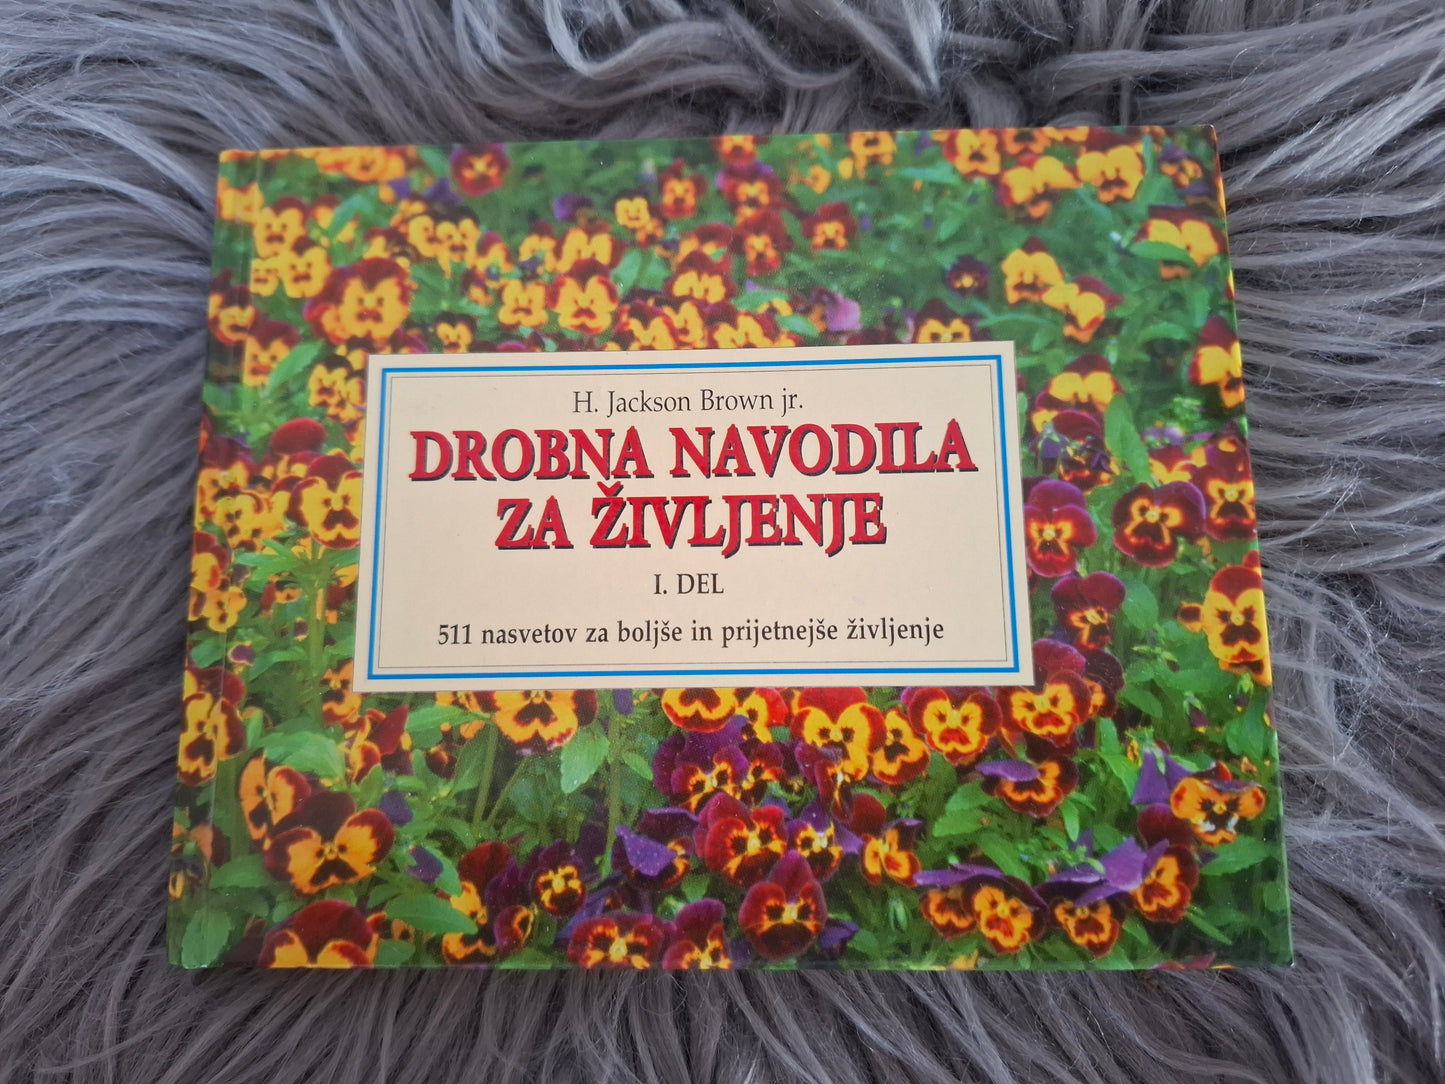 H. Jackson Brown jr.
DROBNA NAVODILA
ZA ŽIVLJENJE
I. DEL
511 nasvetov za boljše in prijetnejše življenje